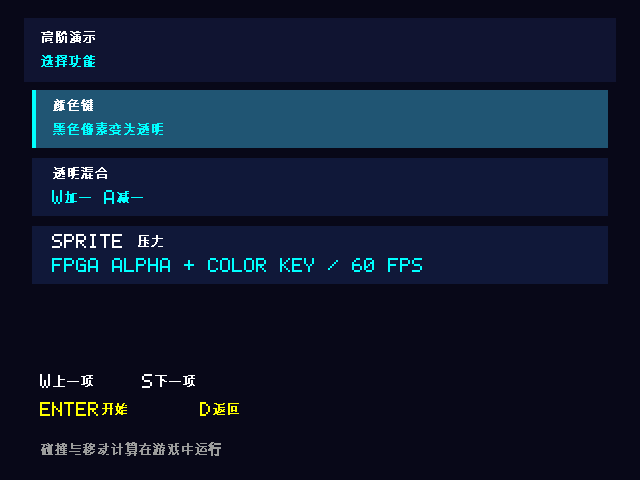 高阶演示
选择功能
颜色键
黑色像素变为透明
透明混合
W加一 A减一
SPRITE 压力
FPGA ALPHA + COLOR KEY / 60 FPS
W上一项 S下一项
ENTER开始 D返回
碰撞与移动计算在游戏中运行